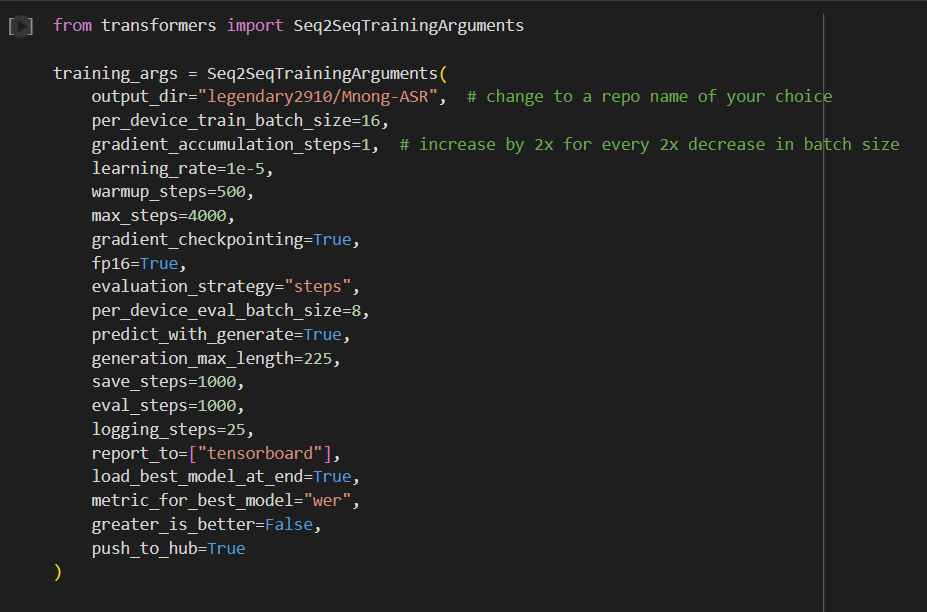 from transformers import Seq2SeqTrainingArguments
training_args = Seq2SeqTrainingArguments(
output_dir="legendary2910/Mnong-ASR",  # change to a repo name of your choice
per_device_train_batch_size=16,
gradient_accumulation_steps=1,  # increase by 2x for every 2x decrease in batch size
learning_rate=1e-5,
warmup_steps=500,
max_steps=4000,
gradient_checkpointing=True,
fp16=True,
evaluation_strategy="steps",
per_device_eval_batch_size=8,
predict_with_generate=True,
generation_max_length=225,
save_steps=1000,
eval_steps=1000,
logging_steps=25,
report_to=["tensorboard"],
load_best_model_at_end=True,
metric_for_best_model="wer",
greater_is_better=False,
push_to_hub=True
)